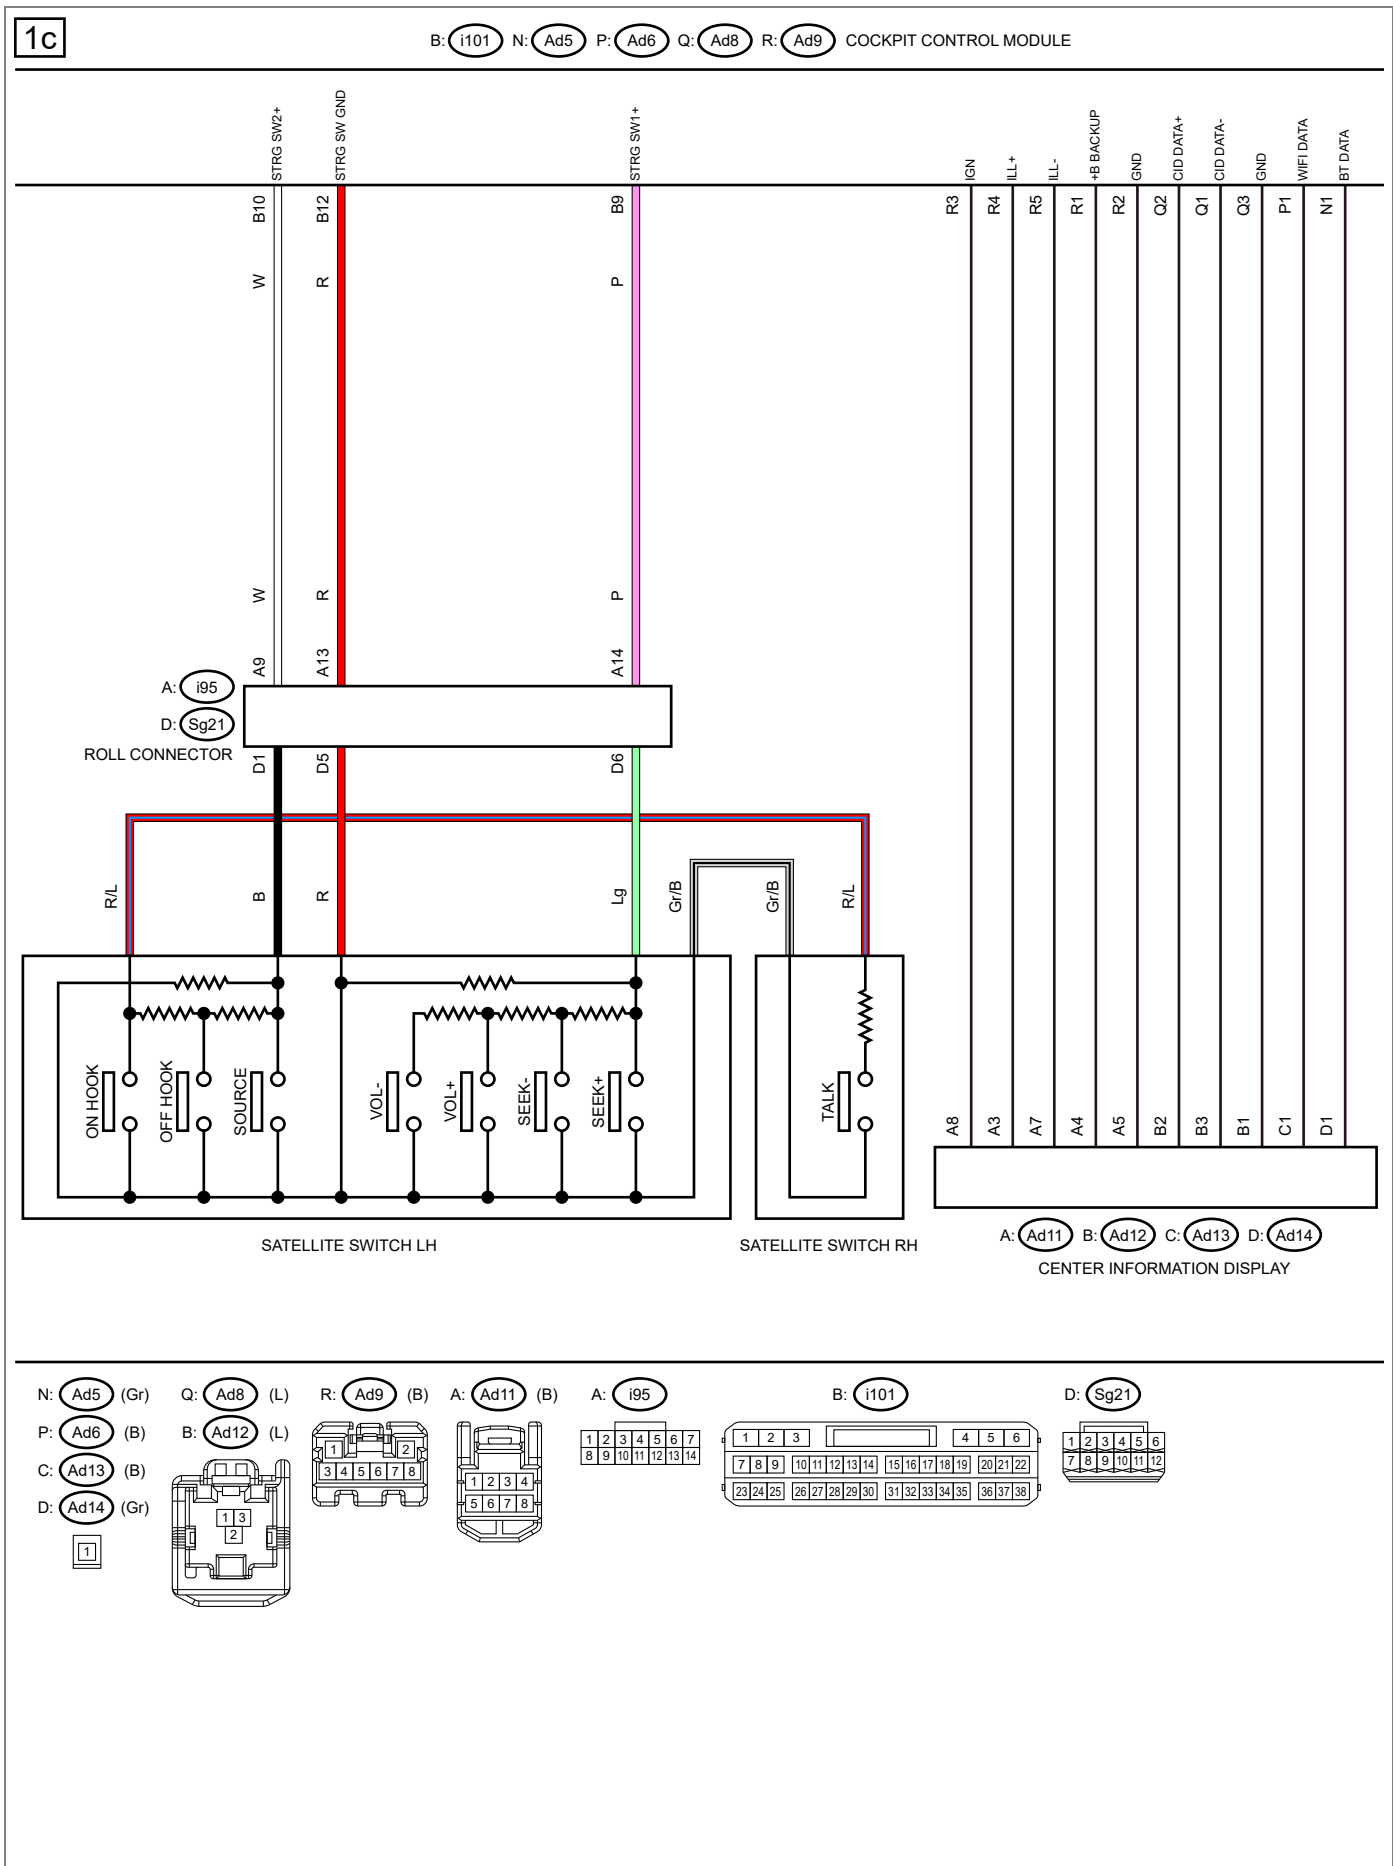 1c
B: i101 N: Ad5 P: Ad6 Q: Ad8 R: Ad9 COCKPIT CONTROL MODULE
STRG SW2+
STRG SW GND
STRG SW1+
IGN
ILL+
ILL-
+B BACKUP
GND
CID DATA+
CID DATA-
GND
WIFI DATA
BT DATA
B10 B12 B9 R3 R4 R5 R1 R2 Q2 Q1 Q3 P1 N1
W R P
W R P
A9 A13 A14
A: i95
D: Sg21
ROLL CONNECTOR
D1 D5 D6
R/L B R Lg Gr/B Gr/B R/L
ON HOOK
OFF HOOK
SOURCE
VOL-
VOL+
SEEK-
SEEK+
TALK
A8 A3 A7 A4 A5 B2 B3 B1 C1 D1
SATELLITE SWITCH LH
SATELLITE SWITCH RH
A: Ad11 B: Ad12 C: Ad13 D: Ad14
CENTER INFORMATION DISPLAY
N: Ad5 (Gr)
P: Ad6 (B)
C: Ad13 (B)
D: Ad14 (Gr)
1
Q: Ad8 (L)
B: Ad12 (L)
1 3
2
R: Ad9 (B)
1 2
3 4 5 6 7 8
A: Ad11 (B)
1 2 3 4
5 6 7 8
A: i95
1 2 3 4 5 6 7
8 9 10 11 12 13 14
B: i101
1 2 3 4 5 6
7 8 9 10 11 12 13 14 15 16 17 18 19 20 21 22
23 24 25 26 27 28 29 30 31 32 33 34 35 36 37 38
D: Sg21
1 2 3 4 5 6
7 8 9 10 11 12